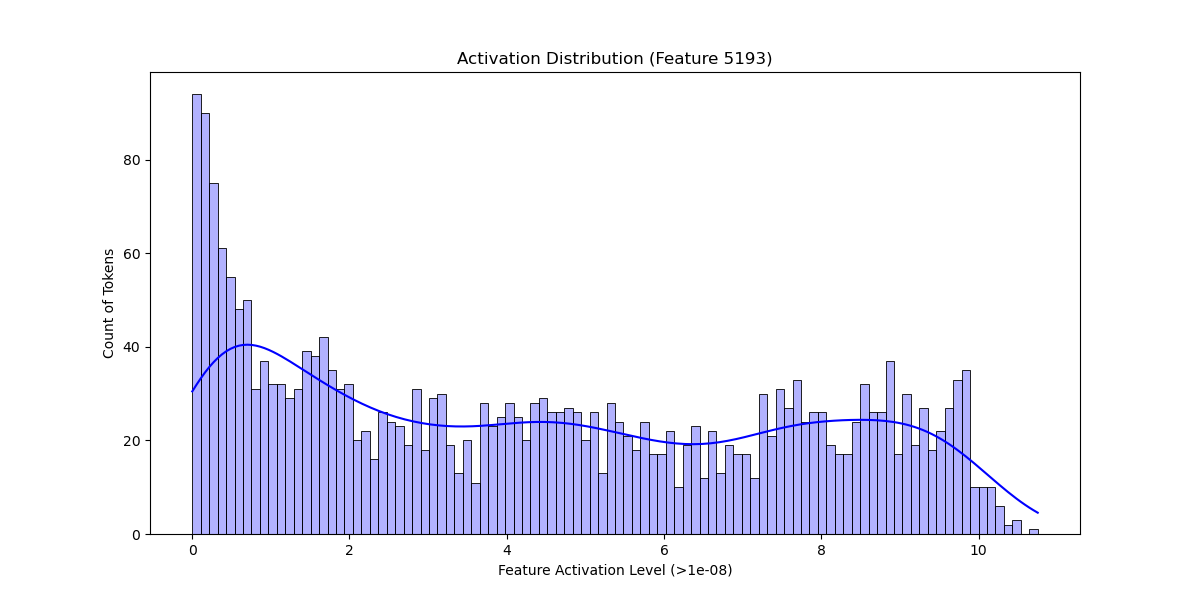 Activation Distribution (Feature 5193)
Count of Tokens
80
60
40
20
0
0 2 4 6 8 10
Feature Activation Level (>1e-08)